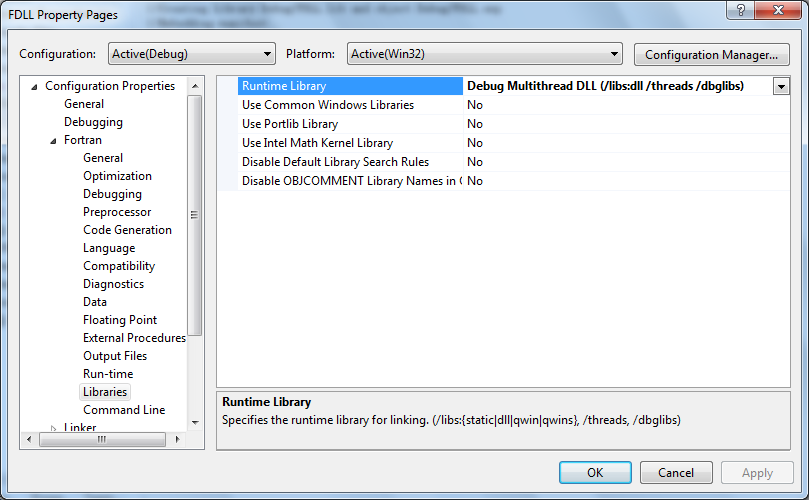 FDLL Property Pages
Configuration: Active(Debug) Platform: Active(Win32) Configuration Manager...
Configuration Properties
General
Debugging
Fortran
General
Optimization
Debugging
Preprocessor
Code Generation
Language
Compatibility
Diagnostics
Data
Floating Point
External Procedures
Output Files
Run-time
Libraries
Command Line
Linker
Runtime Library Debug Multithread DLL (/libs:dll /threads /dbglibs)
Use Common Windows Libraries No
Use Portlib Library No
Use Intel Math Kernel Library No
Disable Default Library Search Rules No
Disable OBJCOMMENT Library Names in No
Runtime Library
Specifies the runtime library for linking. (/libs:{static|dll|qwin|qwins}, /threads, /dbglibs)
OK Cancel Apply